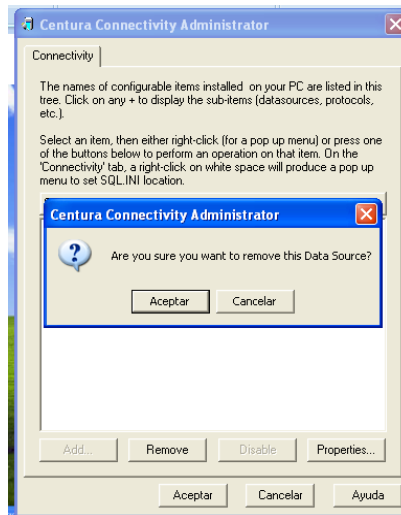 Centura Connectivity Administrator
Connectivity
The names of configurable items installed on your PC are listed in this
tree. Click on any + to display the sub-items (datasources, protocols,
etc.).
Select an item, then either right-click (for a pop up menu) or press one
of the buttons below to perform an operation on that item. On the
'Connectivity' tab, a right-click on white space will produce a pop up
menu to set SQL.INI location.
Centura Connectivity Administrator
Are you sure you want to remove this Data Source?
Aceptar Cancelar
Add... Remove Disable Properties...
Aceptar Cancelar Ayuda